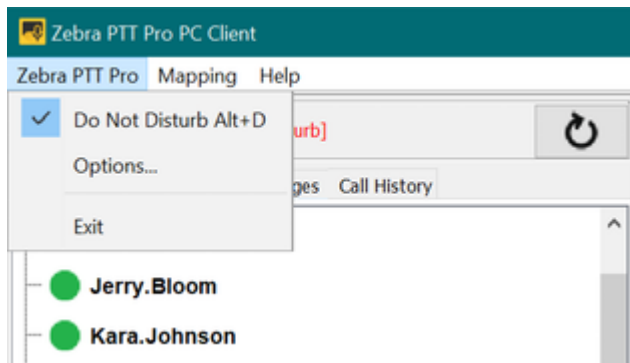 Zebra PTT Pro PC Client
Zebra PTT Pro Mapping Help
Do Not Disturb Alt+D
urb]
Options...
ges Call History
Exit
Jerry.Bloom
Kara.Johnson